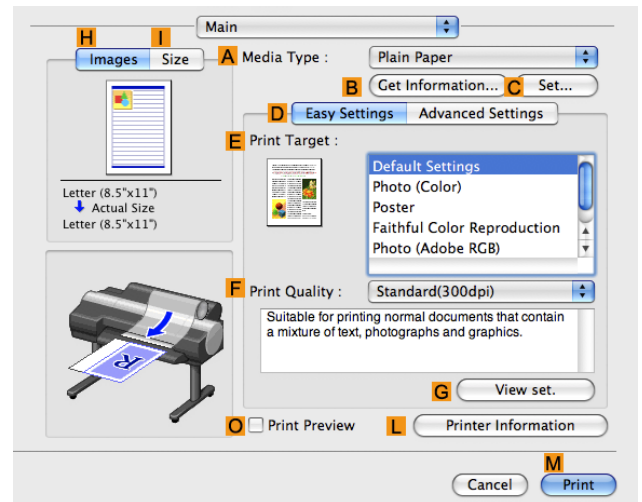 Main
H I
Images Size
A Media Type : Plain Paper
B Get Information... C Set...
D Easy Settings Advanced Settings
E Print Target :
Default Settings
Photo (Color)
Poster
Faithful Color Reproduction
Photo (Adobe RGB)
Letter (8.5"x11")
Actual Size
Letter (8.5"x11")
F Print Quality : Standard(300dpi)
Suitable for printing normal documents that contain
a mixture of text, photographs and graphics.
R
G View set.
O Print Preview L Printer Information
M
Cancel Print